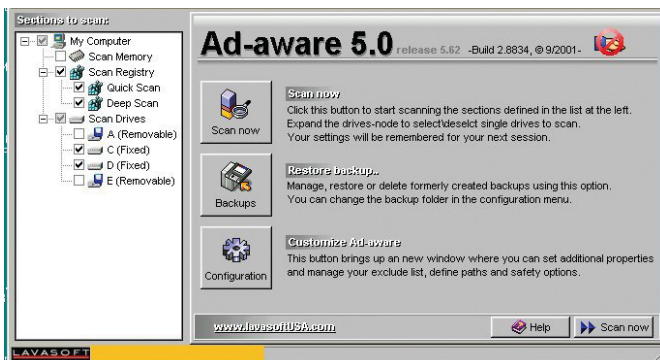 Sections to scan:
My Computer
Scan Memory
Scan Registry
Quick Scan
Deep Scan
Scan Drives
A (Removable)
C (Fixed)
D (Fixed)
E (Removable)
LAVASOFT
Ad-aware 5.0 release 5.62 -Build 2.8834, © 9/2001-
Scan now
Scan now
Click this button to start scanning the sections defined in the list at the left.
Expand the drives-node to select\deselct single drives to scan.
Your settings will be remembered for your next session.
Backups
Restore backup..
Manage, restore or delete formerly created backups using this option.
You can change the backup folder in the configuration menu.
Configuration
Customize Ad-aware
This button brings up an new window where you can set additional properties
and manage your exclude list, define paths and safety options.
www.lavasoftUSA.com
Help
Scan now